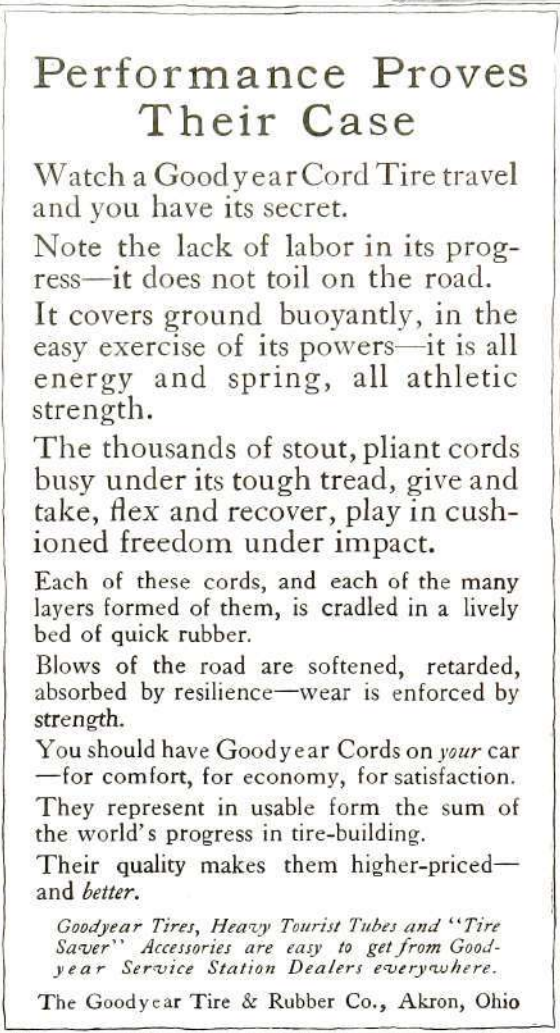 Performance Proves
Their Case
Watch a Goodyear Cord Tire travel
and you have its secret.
Note the lack of labor in its prog-
ress—it does not toil on the road.
It covers ground buoyantly, in the
easy exercise of its powers—it is all
energy and spring, all athletic
strength.
The thousands of stout, pliant cords
busy under its tough tread, give and
take, flex and recover, play in cush-
ioned freedom under impact.
Each of these cords, and each of the many
layers formed of them, is cradled in a lively
bed of quick rubber.
Blows of the road are softened, retarded,
absorbed by resilience—wear is enforced by
strength.
You should have Goodyear Cords on your car
—for comfort, for economy, for satisfaction.
They represent in usable form the sum of
the world's progress in tire-building.
Their quality makes them higher-priced—
and better.
Goodyear Tires, Heavy Tourist Tubes and "Tire
Saver" Accessories are easy to get from Good-
year Service Station Dealers everywhere.
The Goodyear Tire & Rubber Co., Akron, Ohio